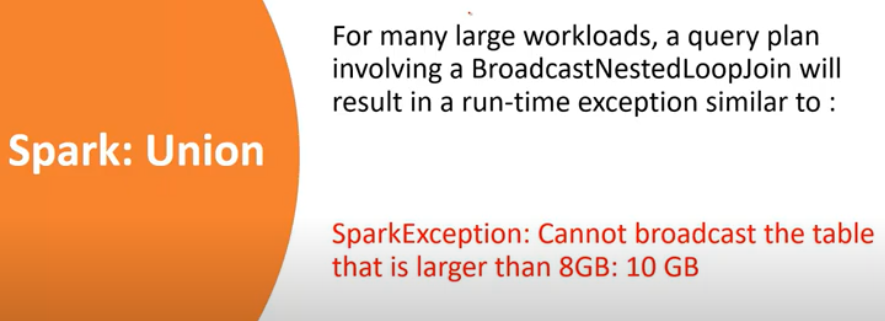 Spark: Union
For many large workloads, a query plan
involving a BroadcastNestedLoopJoin will
result in a run-time exception similar to :
SparkException: Cannot broadcast the table
that is larger than 8GB: 10 GB